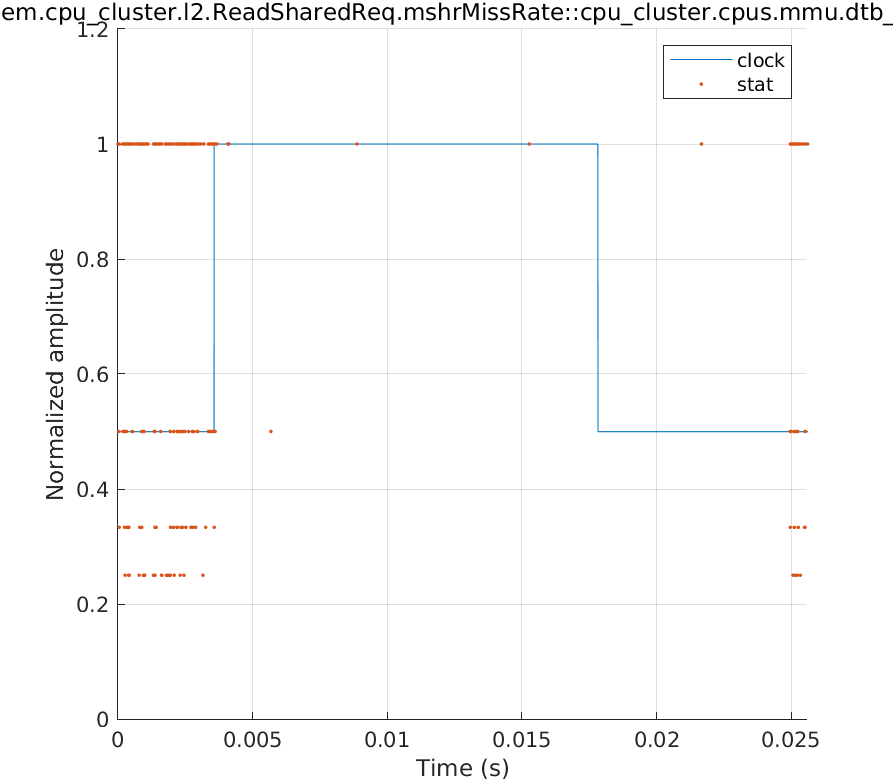 em.cpu_cluster.l2.ReadSharedReq.mshrMissRate::cpu_cluster.cpus.mmu.dtb_
1.2
clock
stat
1
0.8
Normalized amplitude
0.6
0.4
0.2
0
0 0.005 0.01 0.015 0.02 0.025
Time (s)